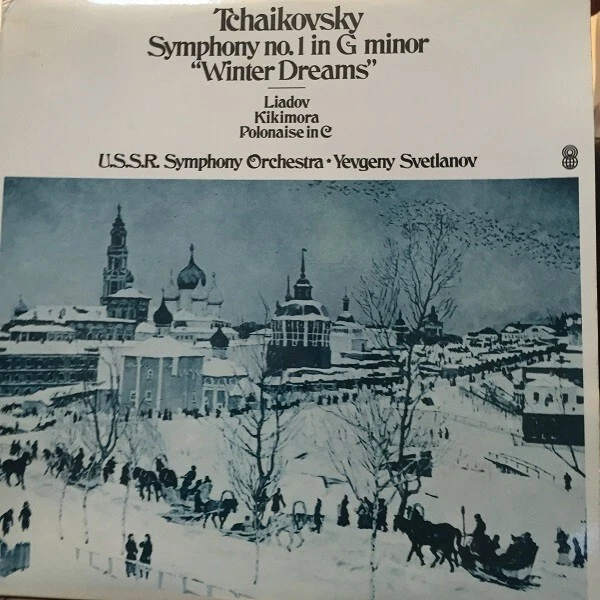 Tchaikovsky
Symphony no. 1 in G minor
“Winter Dreams”
Liadov
Kikimora
Polonaise in C
U.S.S.R. Symphony Orchestra · Yevgeny Svetlanov